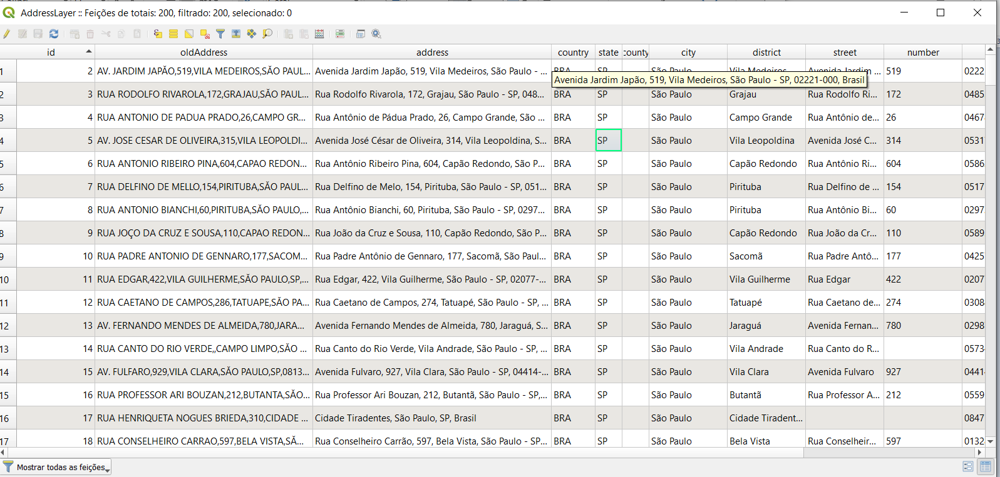 AddressLayer :: Feições de totais: 200, filtrado: 200, selecionado: 0
id oldAddress address country state county city district street number
1 2 AV. JARDIM JAPÃO,519,VILA MEDEIROS,SÃO PAUL... Avenida Jardim Japão, 519, Vila Medeiros, São Paulo - ... BRA SP São Paulo Vila Medeiros Avenida Jardim ... 519 0222
Avenida Jardim Japão, 519, Vila Medeiros, São Paulo - SP, 02221-000, Brasil
2 3 RUA RODOLFO RIVAROLA,172,GRAJAU,SÃO PAUL... Rua Rodolfo Rivarola, 172, Grajau, São Paulo - SP, 048... BRA SP São Paulo Grajau Rua Rodolfo Ri... 172 0485
3 4 RUA ANTONIO DE PADUA PRADO,26,CAMPO GR... Rua Antônio de Pádua Prado, 26, Campo Grande, São ... BRA SP São Paulo Campo Grande Rua Antônio de... 26 0467
4 5 AV. JOSE CESAR DE OLIVEIRA,315,VILA LEOPOLDI... Avenida José César de Oliveira, 314, Vila Leopoldina, S... BRA SP São Paulo Vila Leopoldina Avenida José C... 314 0531
5 6 RUA ANTONIO RIBEIRO PINA,604,CAPAO REDON... Rua Antônio Ribeiro Pina, 604, Capão Redondo, São P... BRA SP São Paulo Capão Redondo Rua Antônio Ri... 604 0586
6 7 RUA DELFINO DE MELLO,154,PIRITUBA,SÃO PAUL... Rua Delfino de Melo, 154, Pirituba, São Paulo - SP, 051... BRA SP São Paulo Pirituba Rua Delfino de ... 154 0517
7 8 RUA ANTONIO BIANCHI,60,PIRITUBA,SÃO PAULO,... Rua Antônio Bianchi, 60, Pirituba, São Paulo - SP, 0297... BRA SP São Paulo Pirituba Rua Antônio Bi... 60 0297
8 9 RUA JOÇO DA CRUZ E SOUSA,110,CAPAO REDON... Rua João da Cruz e Sousa, 110, Capão Redondo, São P... BRA SP São Paulo Capão Redondo Rua João da Cr... 110 0589
9 10 RUA PADRE ANTONIO DE GENNARO,177,SACOM... Rua Padre Antônio de Gennaro, 177, Sacomã, São Paul... BRA SP São Paulo Sacomã Rua Padre Antô... 177 0425
10 11 RUA EDGAR,422,VILA GUILHERME,SÃO PAULO,SP,... Rua Edgar, 422, Vila Guilherme, São Paulo - SP, 02077-... BRA SP São Paulo Vila Guilherme Rua Edgar 422 0207
11 12 RUA CAETANO DE CAMPOS,286,TATUAPE,SÃO PA... Rua Caetano de Campos, 274, Tatuapé, São Paulo - SP, ... BRA SP São Paulo Tatuapé Rua Caetano de... 274 0308
12 13 AV. FERNANDO MENDES DE ALMEIDA,780,JARA... Avenida Fernando Mendes de Almeida, 780, Jaraguá, S... BRA SP São Paulo Jaraguá Avenida Fernan... 780 0298
13 14 RUA CANTO DO RIO VERDE,,CAMPO LIMPO,SÃO ... Rua Canto do Rio Verde, Vila Andrade, São Paulo - SP, ... BRA SP São Paulo Vila Andrade Rua Canto do R... 0573
14 15 AV. FULFARO,929,VILA CLARA,SÃO PAULO,SP,0813... Avenida Fulvaro, 927, Vila Clara, São Paulo - SP, 04414-... BRA SP São Paulo Vila Clara Avenida Fulvaro 927 0441
15 16 RUA PROFESSOR ARI BOUZAN,212,BUTANTA,SÃO... Rua Professor Ari Bouzan, 212, Butantã, São Paulo - SP,... BRA SP São Paulo Butantã Rua Professor A... 212 0559
16 17 RUA HENRIQUETA NOGUES BRIEDA,310,CIDADE ... Cidade Tiradentes, São Paulo, SP, Brasil BRA SP São Paulo Cidade Tiradent... 0847
17 18 RUA CONSELHEIRO CARRAO,597,BELA VISTA,SÃ... Rua Conselheiro Carrão, 597, Bela Vista, São Paulo - SP... BRA SP São Paulo Bela Vista Rua Conselheir... 597 0132
Mostrar todas as feições